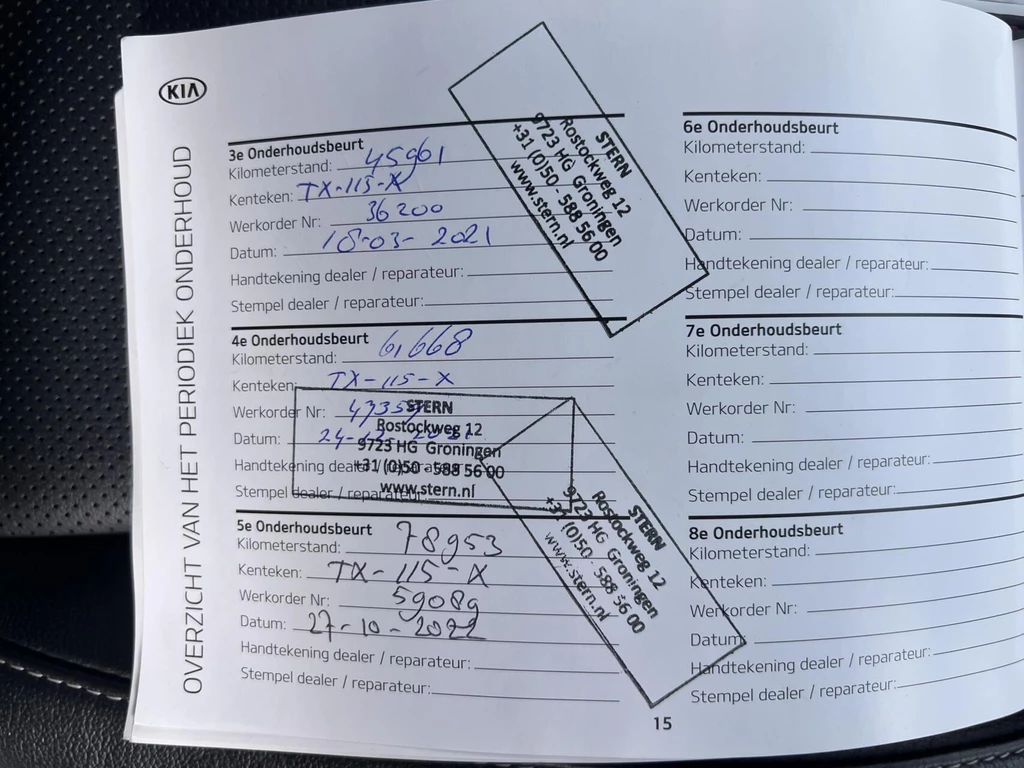 KIA
OVERZICHT VAN HET PERIODIEK ONDERHOUD
3e Onderhoudsbeurt
Kilometerstand: 45961
Kenteken: TX-115-X
Werkorder Nr: 36200
Datum: 18-03-2021
Handtekening dealer / reparateur:
Stempel dealer / reparateur:
STERN
Rostockweg 12
9723 HG Groningen
+31 (0)50 - 588 56 00
www.stern.nl
4e Onderhoudsbeurt
Kilometerstand: 61668
Kenteken: TX-115-X
Werkorder Nr:
Datum:
Handtekening dealer / reparateur:
Stempel dealer / reparateur:
STERN
Rostockweg 12
9723 HG Groningen
+31 (0)50 - 588 56 00
www.stern.nl
5e Onderhoudsbeurt
Kilometerstand: 78953
Kenteken: TX-115-X
Werkorder Nr: 59089
Datum: 27-10-2022
Handtekening dealer / reparateur:
Stempel dealer / reparateur:
STERN
Rostockweg 12
9723 HG Groningen
+31 (0)50 - 588 56 00
www.stern.nl
6e Onderhoudsbeurt
Kilometerstand:
Kenteken:
Werkorder Nr:
Datum:
Handtekening dealer / reparateur:
Stempel dealer / reparateur:
7e Onderhoudsbeurt
Kilometerstand:
Kenteken:
Werkorder Nr:
Datum:
Handtekening dealer / reparateur:
Stempel dealer / reparateur:
8e Onderhoudsbeurt
Kilometerstand:
Kenteken:
Werkorder Nr:
Datum:
Handtekening dealer / reparateur:
Stempel dealer / reparateur:
15